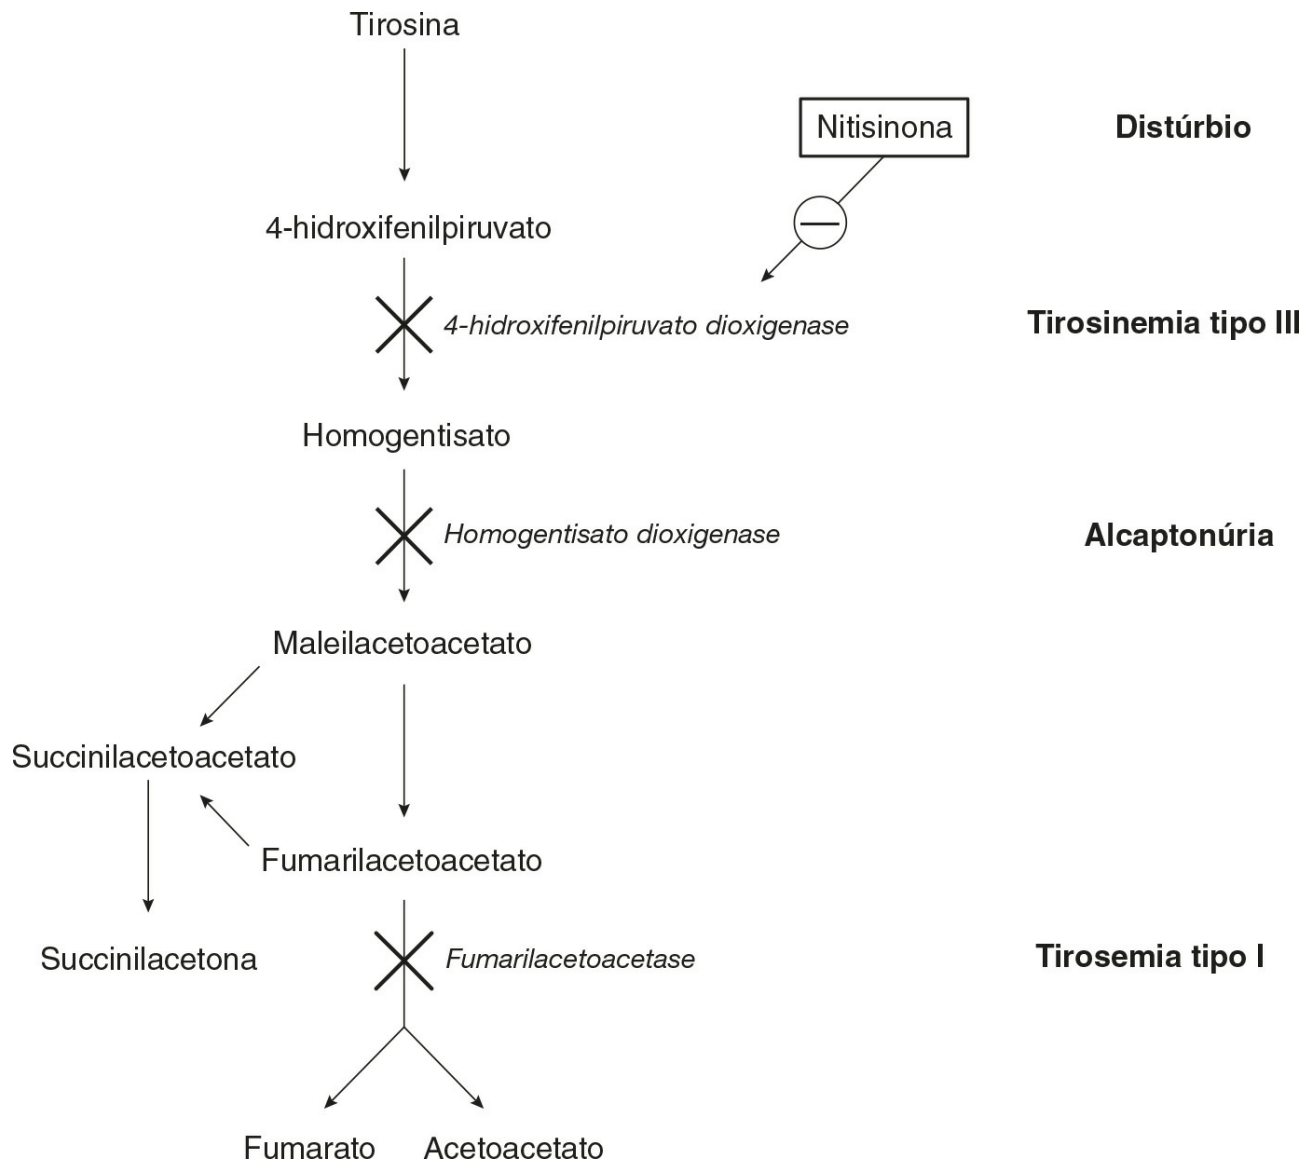 Tirosina
Nitisinona
Distúrbio
4-hidroxifenilpiruvato
4-hidroxifenilpiruvato dioxigenase
Tirosinemia tipo III
Homogentisato
Homogentisato dioxigenase
Alcaptonúria
Maleilacetoacetato
Succinilacetoacetato
Fumarilacetoacetato
Succinilacetona
Fumarilacetoacetase
Tirosemia tipo I
Fumarato
Acetoacetato